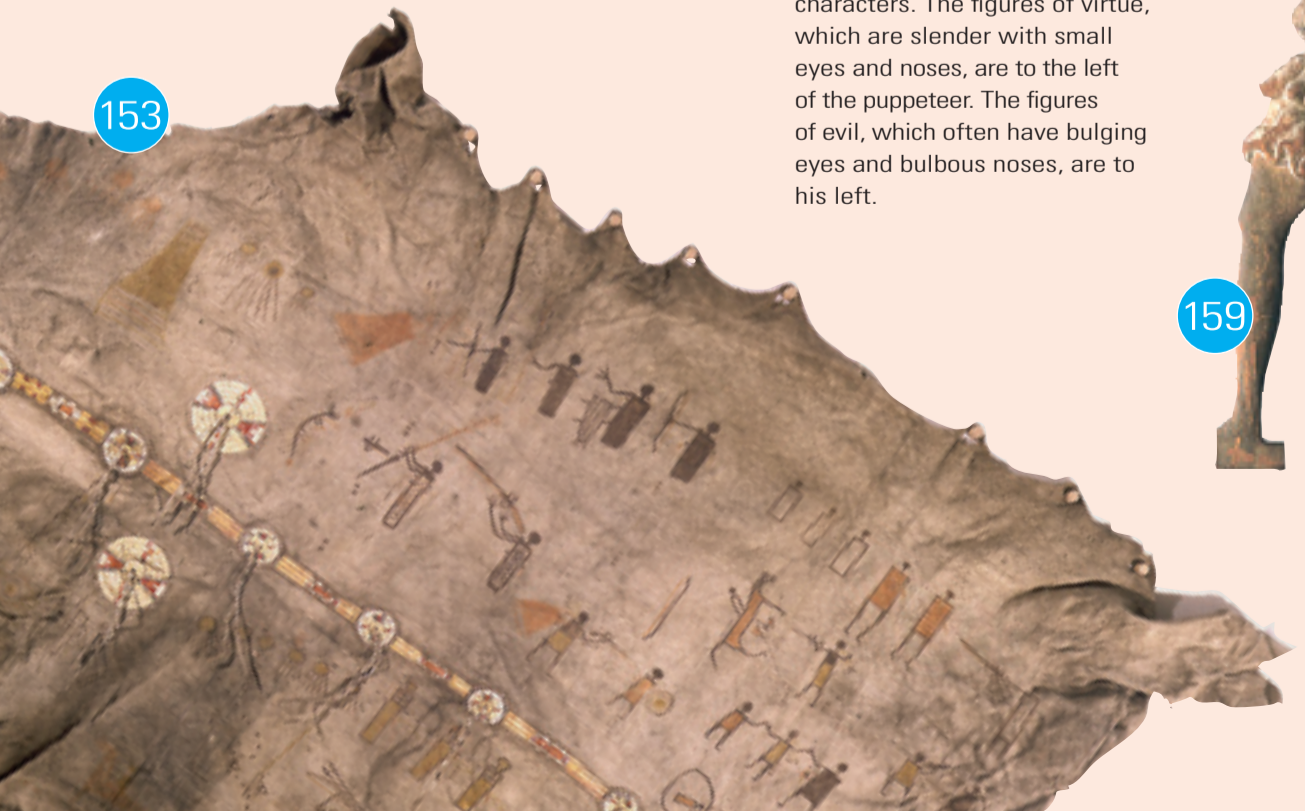 characters. The figures of virtue,
which are slender with small
eyes and noses, are to the left
of the puppeteer. The figures
of evil, which often have bulging
eyes and bulbous noses, are to
his left.
153
159